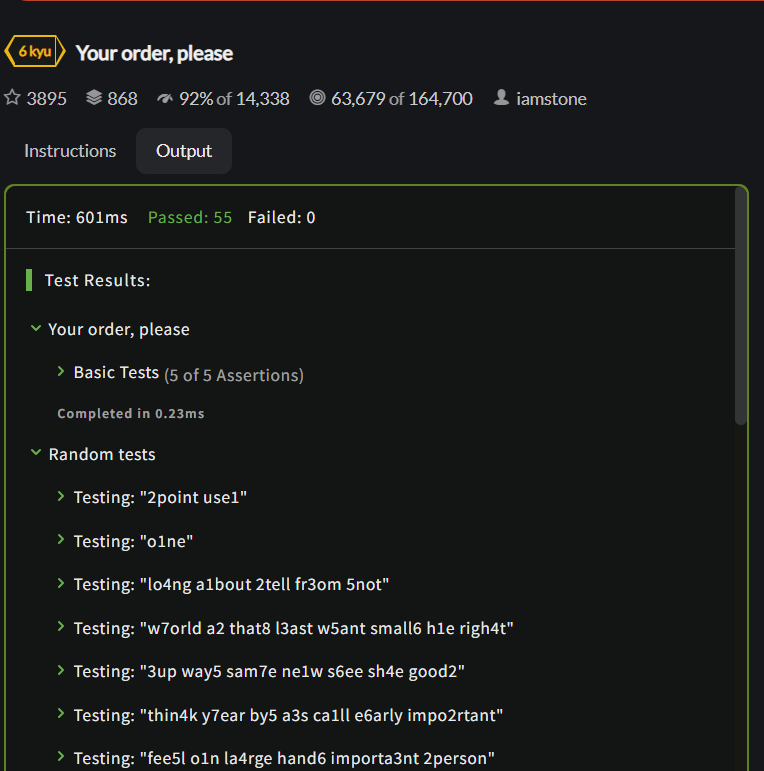 6 kyu Your order, please
3895 868 92% of 14,338 63,679 of 164,700 iamstone
Instructions Output
Time: 601ms Passed: 55 Failed: 0
Test Results:
Your order, please
Basic Tests (5 of 5 Assertions)
Completed in 0.23ms
Random tests
Testing: "2point use1"
Testing: "o1ne"
Testing: "lo4ng a1bout 2tell fr3om 5not"
Testing: "w7orld a2 that8 l3ast w5ant small6 h1e righ4t"
Testing: "3up way5 sam7e ne1w s6ee sh4e good2"
Testing: "thin4k y7ear by5 a3s ca1ll e6arly impo2rtant"
Testing: "fee5l o1n la4rge hand6 importa3nt 2person"